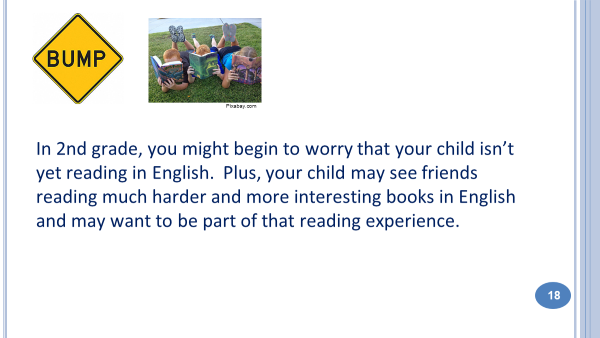 BUMP
Pixabay.com
In 2nd grade, you might begin to worry that your child isn't
yet reading in English.  Plus, your child may see friends
reading much harder and more interesting books in English
and may want to be part of that reading experience.
18